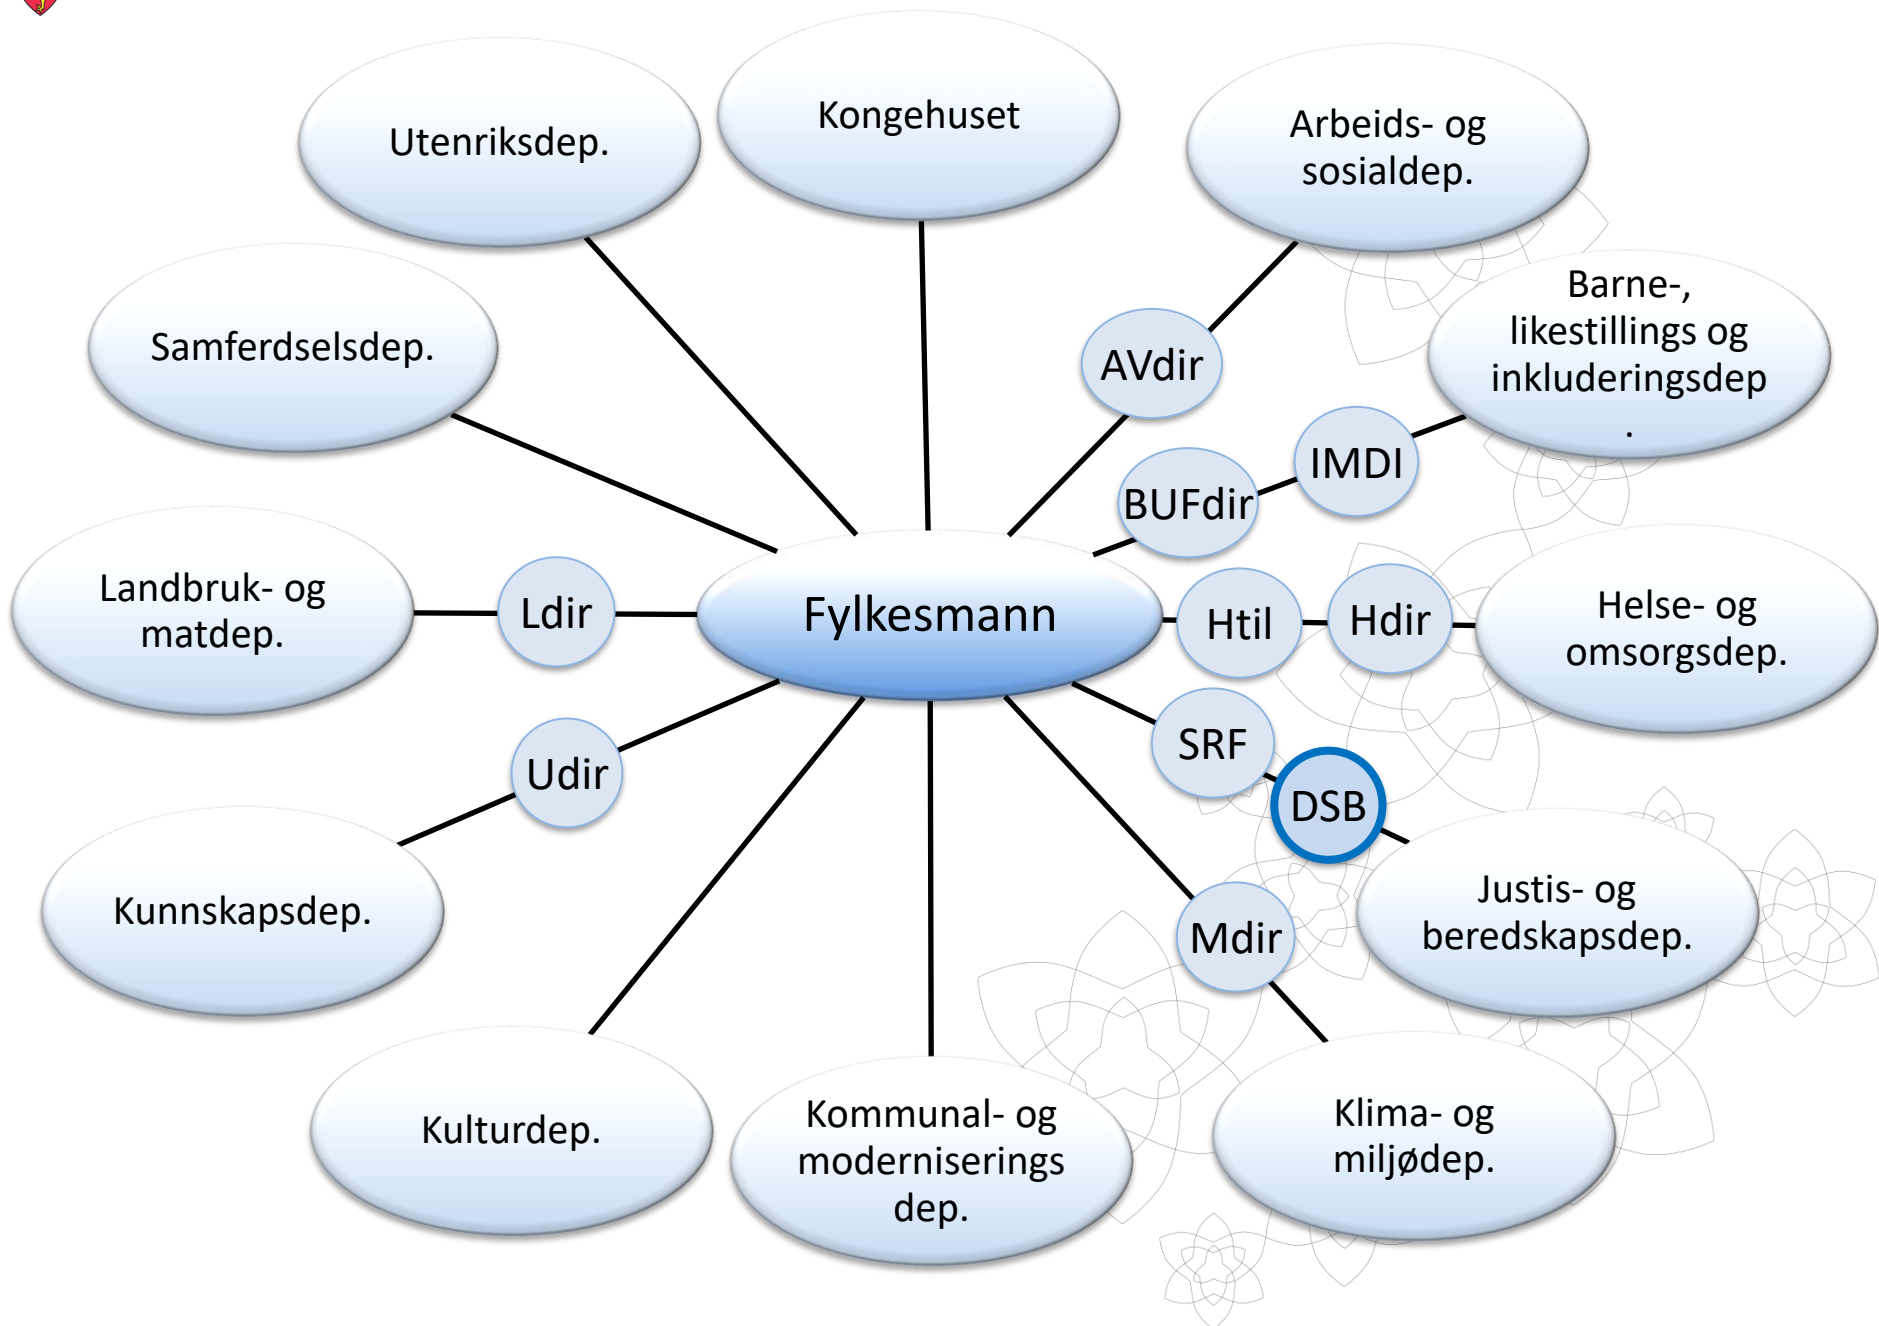 Kongehuset
Utenriksdep.
Arbeids- og
sosialdep.
Samferdselsdep.
Barne-,
likestillings og
inkluderingsdep
.
AVdir
IMDI
BUFdir
Landbruk- og
matdep.
Ldir
Fylkesmann
Htil
Hdir
Helse- og
omsorgsdep.
SRF
Udir
DSB
Kunnskapsdep.
Mdir
Justis- og
beredskapsdep.
Kulturdep.
Kommunal- og
moderniserings
dep.
Klima- og
miljødep.